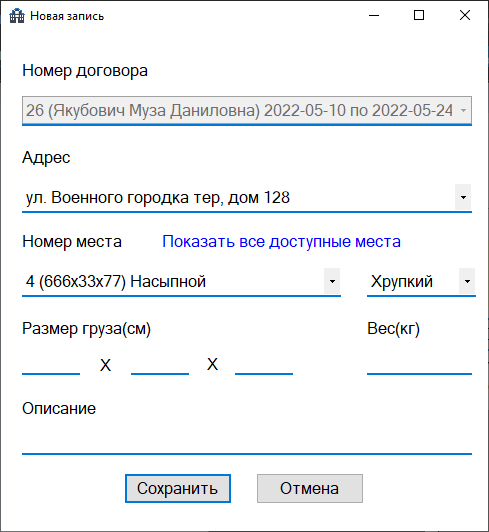 Новая запись
Номер договора
26 (Якубович Муза Даниловна) 2022-05-10 по 2022-05-24
Адрес
ул. Военного городка тер, дом 128
Номер места Показать все доступные места
4 (666x33x77) Насыпной Хрупкий
Размер груза(см) Вес(кг)
X X
Описание
Сохранить Отмена